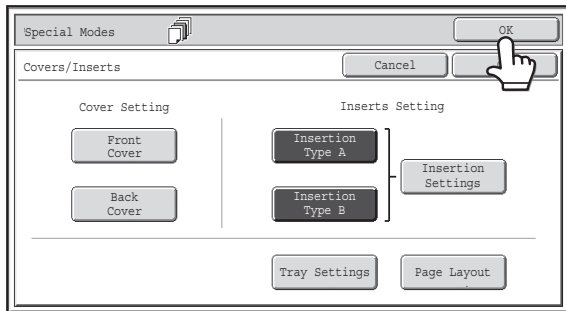 Special Modes
OK
Covers/Inserts
Cancel
Cover Setting
Inserts Setting
Front
Cover
Insertion
Type A
Insertion
Settings
Back
Cover
Insertion
Type B
Tray Settings
Page Layout